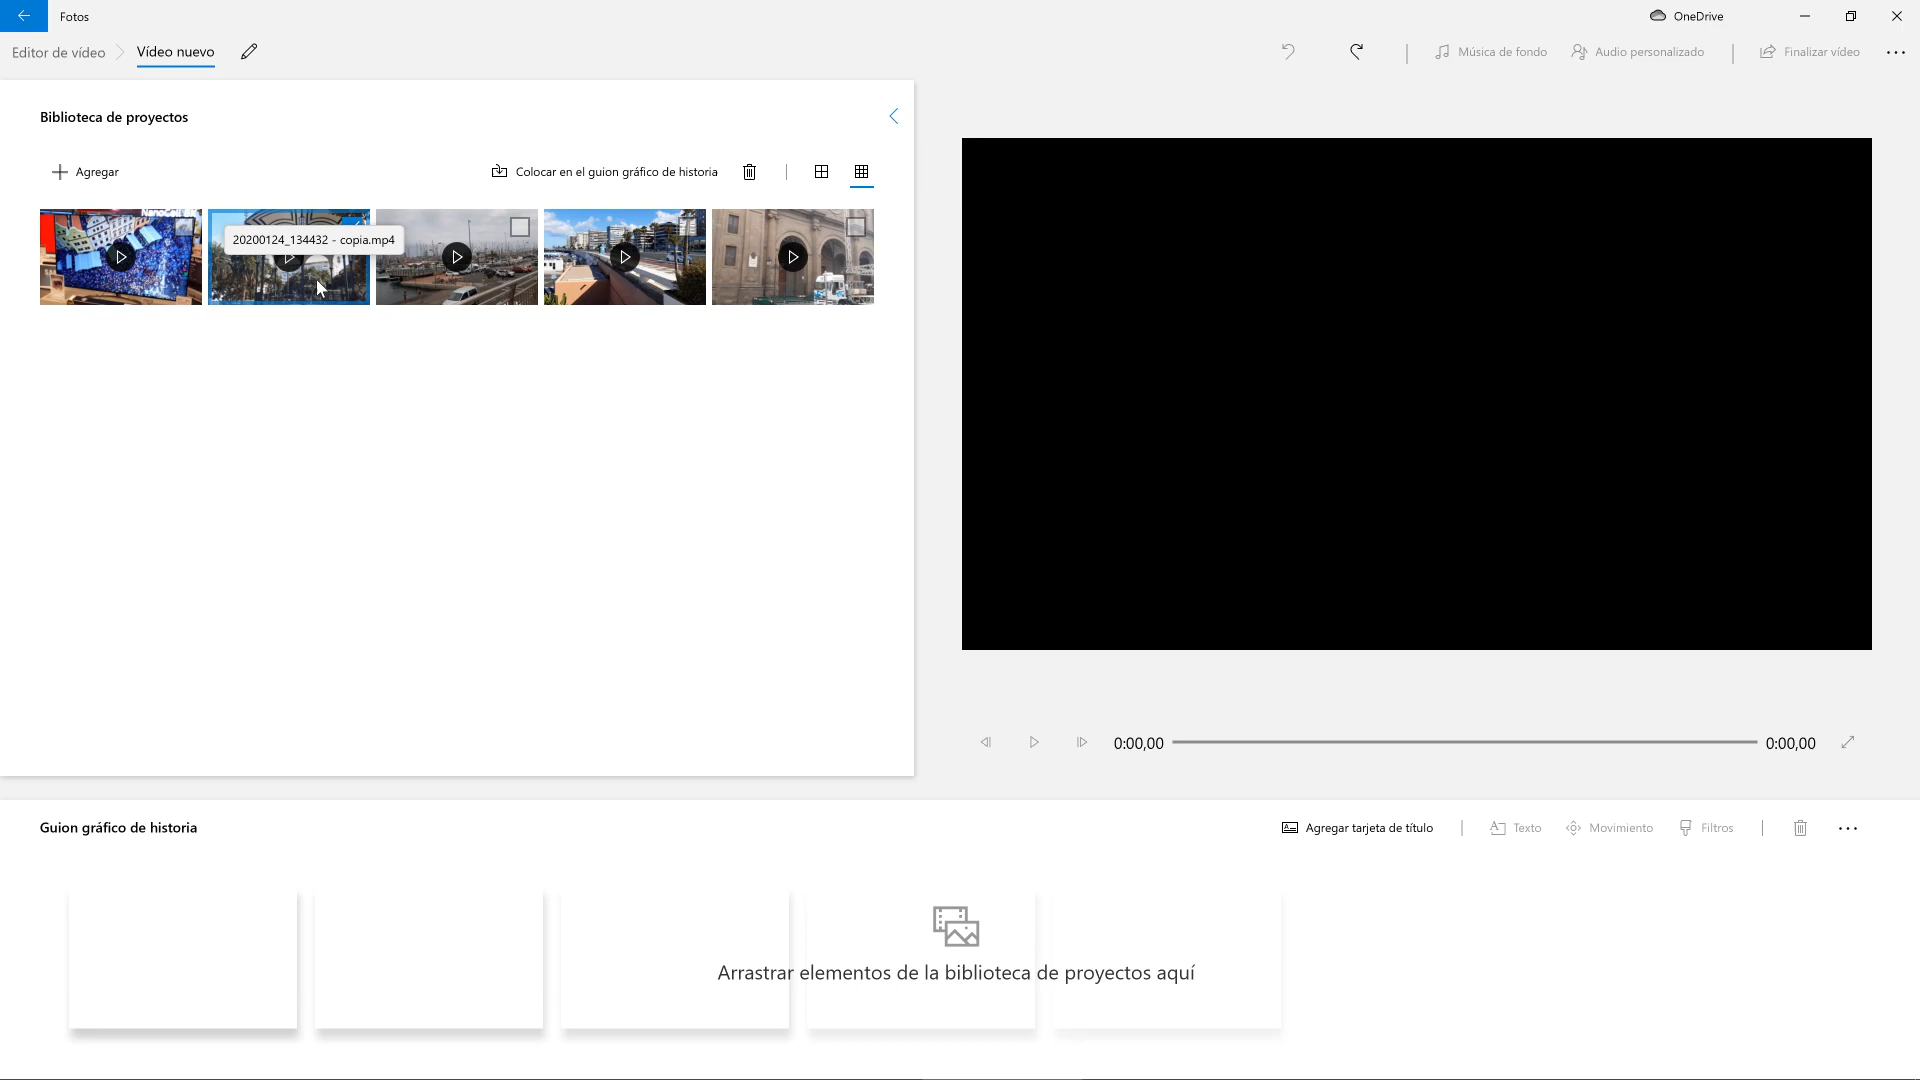 Fotos
OneDrive
Editor de vídeo
Vídeo nuevo
Música de fondo
Audio personalizado
Finalizar vídeo
Biblioteca de proyectos
Agregar
Colocar en el guion gráfico de historia
20200124_134432 - copia.mp4
0:00,00
0:00,00
Guion gráfico de historia
Agregar tarjeta de título
Texto
Movimiento
Filtros
Arrastrar elementos de la biblioteca de proyectos aquí